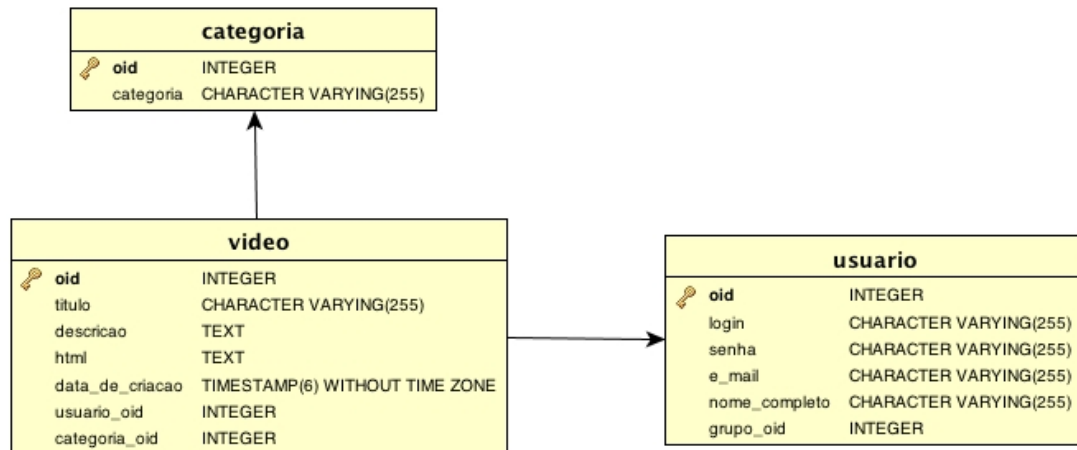 categoria
oid INTEGER
categoria CHARACTER VARYING(255)
video
oid INTEGER
titulo CHARACTER VARYING(255)
descricao TEXT
html TEXT
data_de_criacao TIMESTAMP(6) WITHOUT TIME ZONE
usuario_oid INTEGER
categoria_oid INTEGER
usuario
oid INTEGER
login CHARACTER VARYING(255)
senha CHARACTER VARYING(255)
e_mail CHARACTER VARYING(255)
nome_completo CHARACTER VARYING(255)
grupo_oid INTEGER